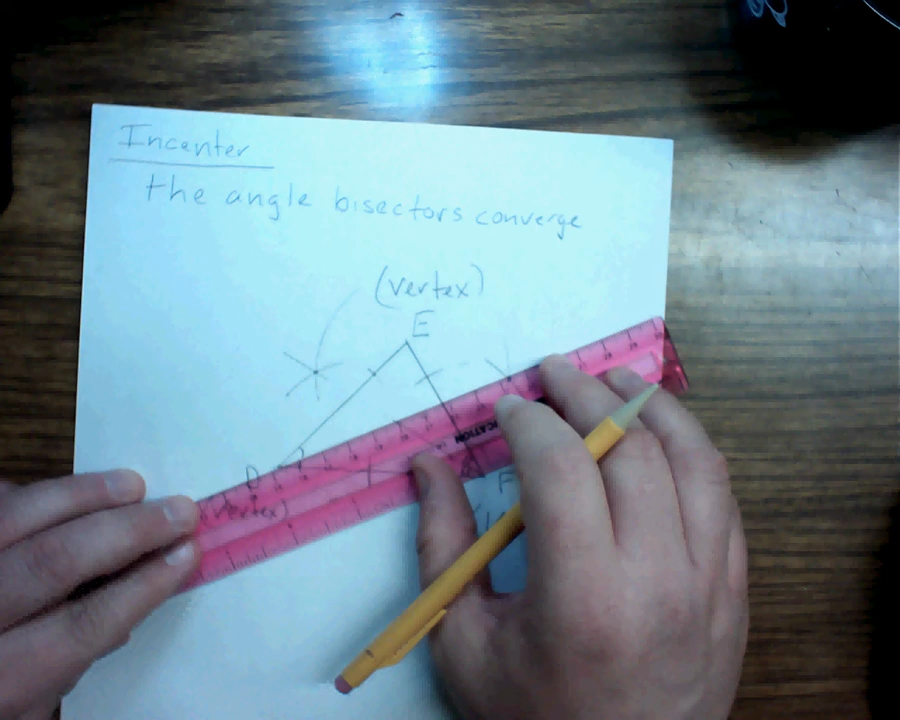 Incenter
the angle bisectors converge
(vertex)
E
D
F
(vertex)